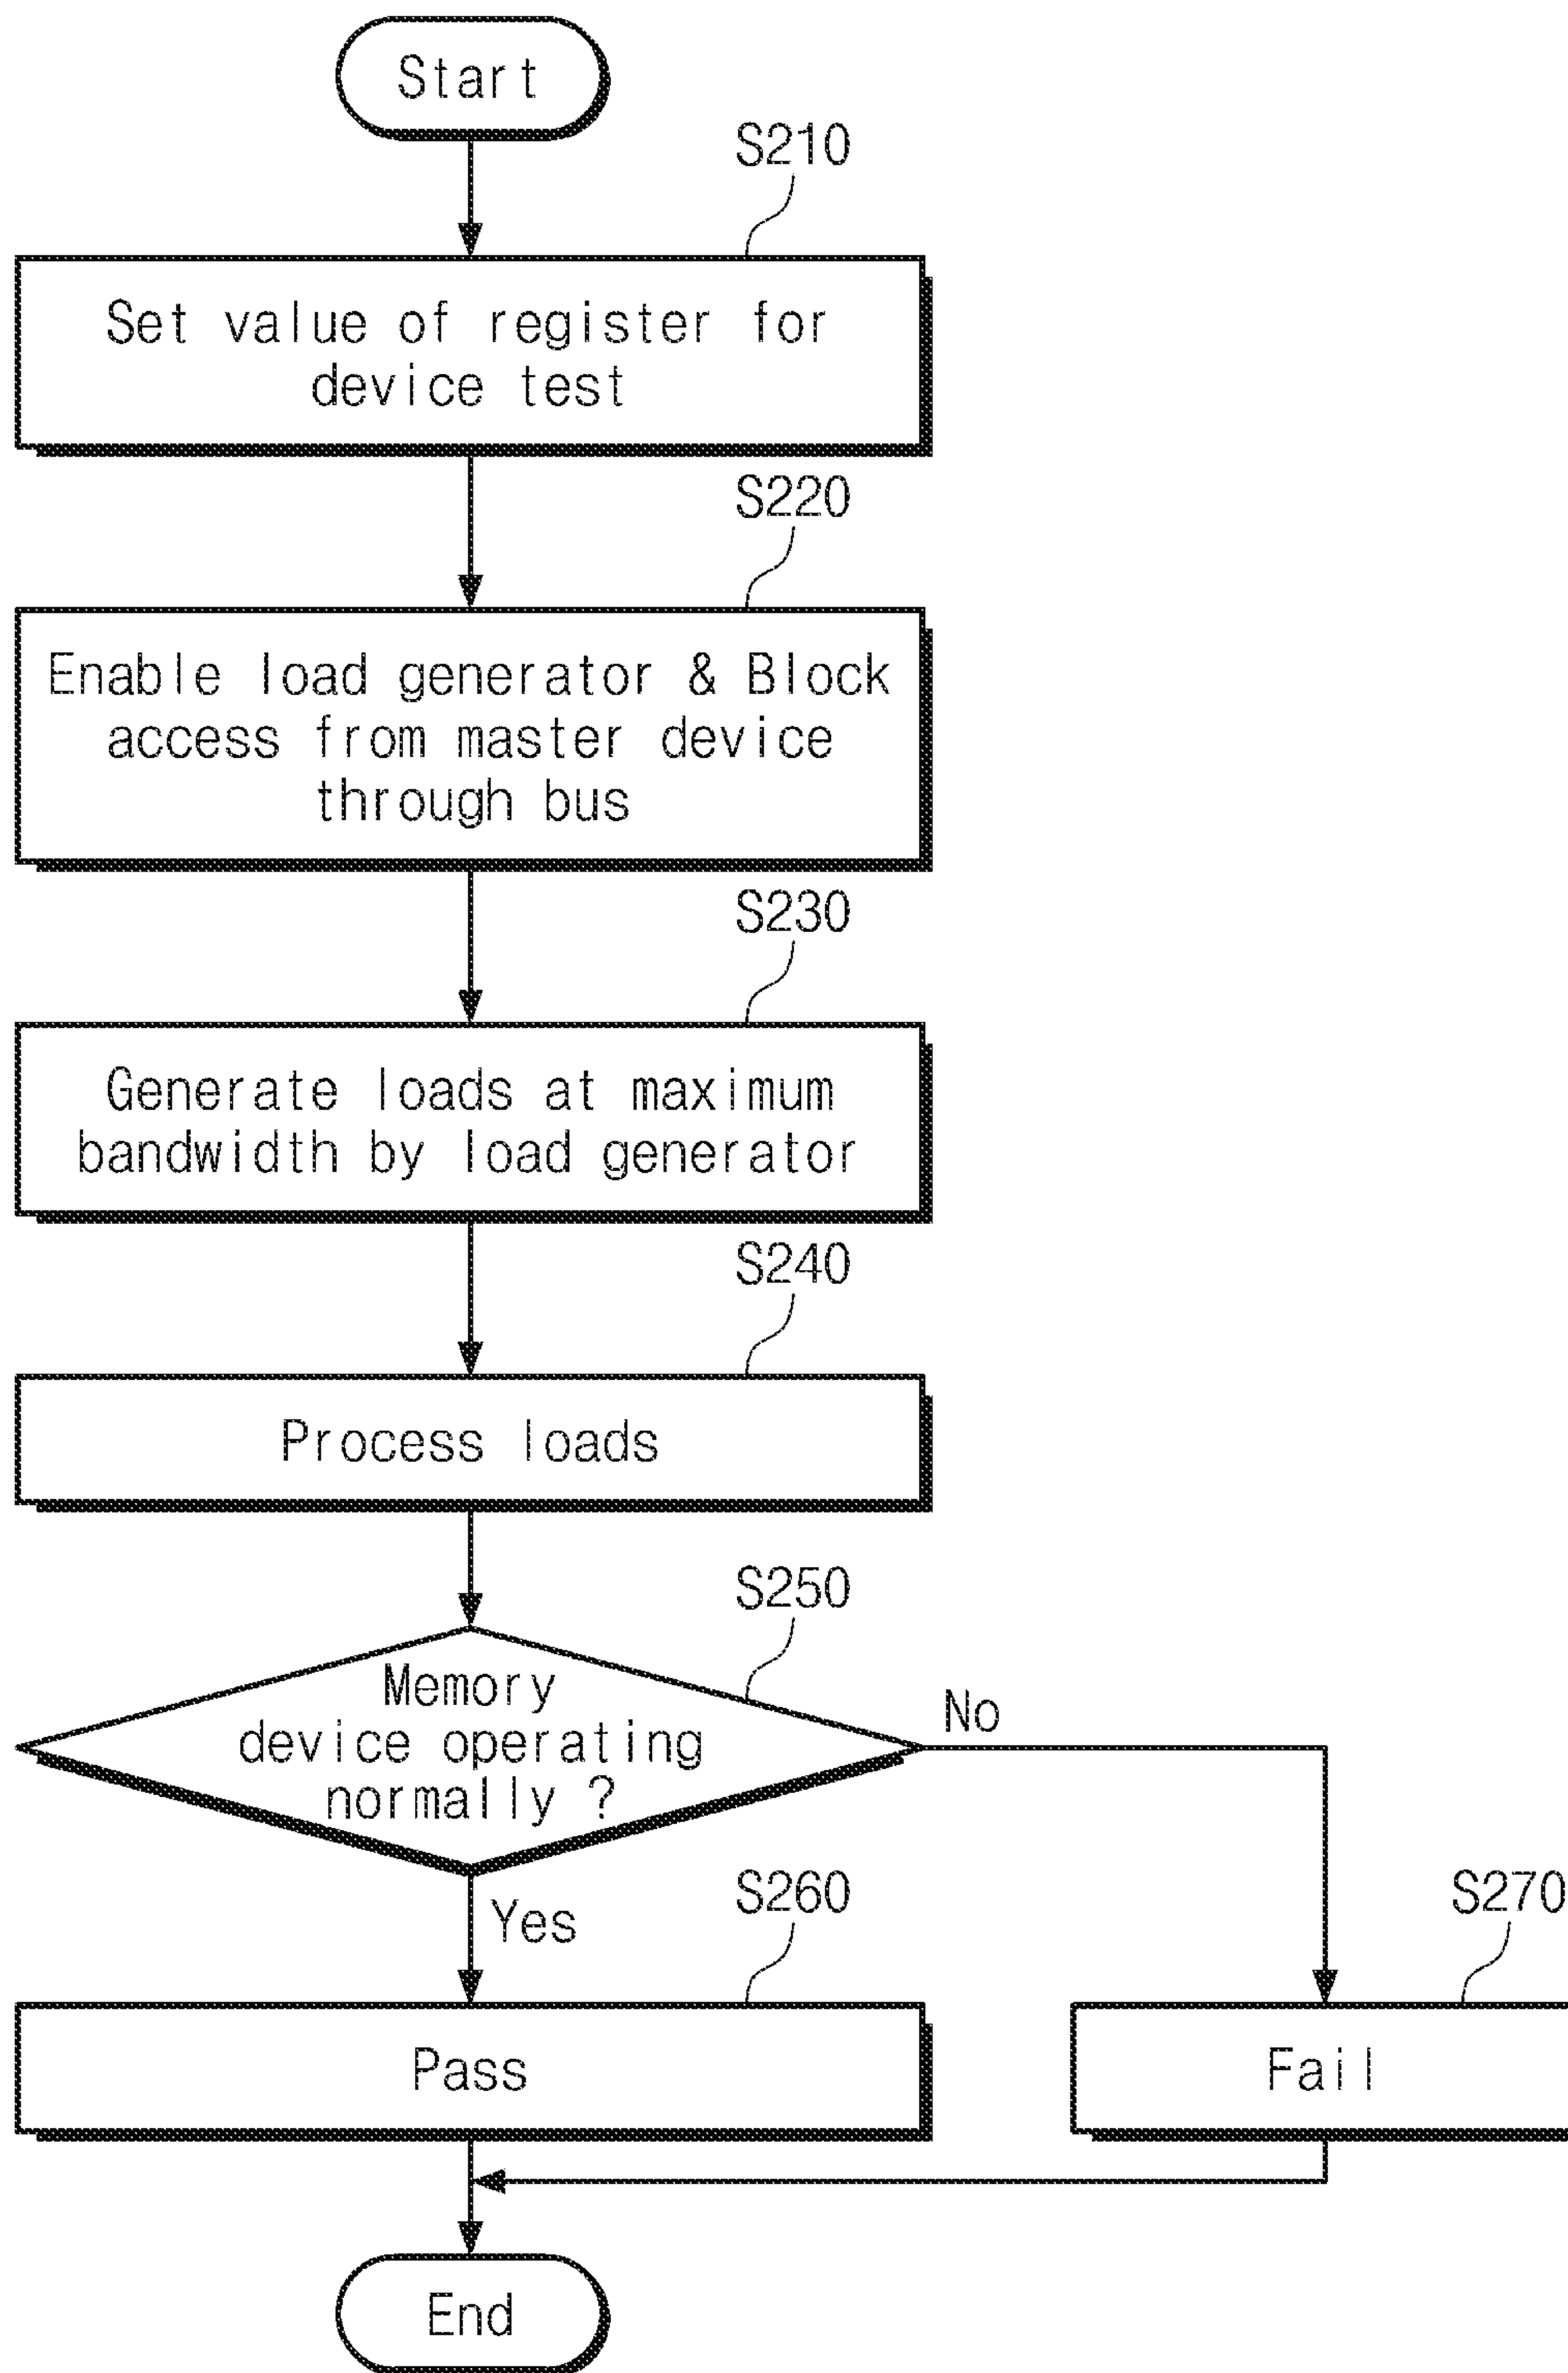 Start
S210
Set value of register for
device test
S220
Enable load generator & Block
access from master device
through bus
S230
Generate loads at maximum
bandwidth by load generator
S240
Process loads
S250
Memory
device operating
normally ?
No
Yes
S260
S270
Pass
Fail
End